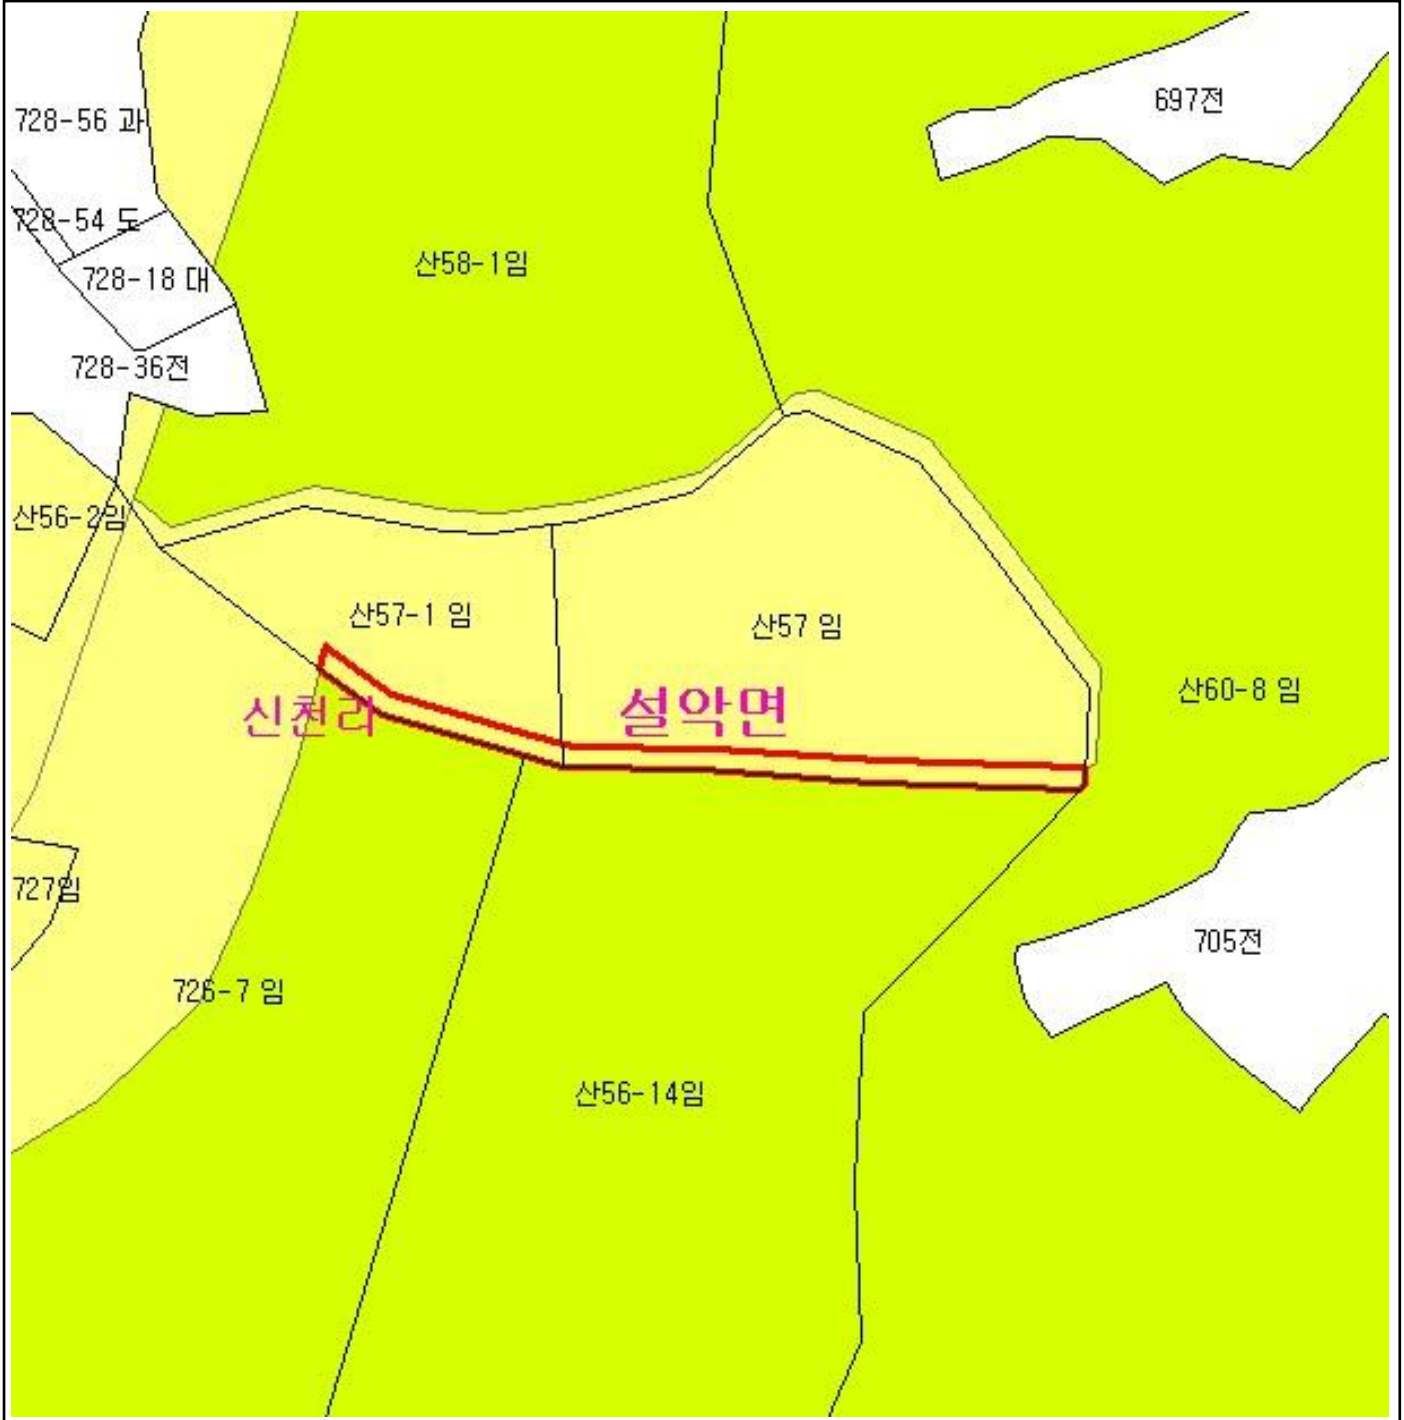 697전
728-56 과
728-54 도
산58-1임
728-18 대
728-36전
산56-2임
산57-1 임
산57 임
산60-8 임
신천리
설악면
727임
705전
726-7 임
산56-14임